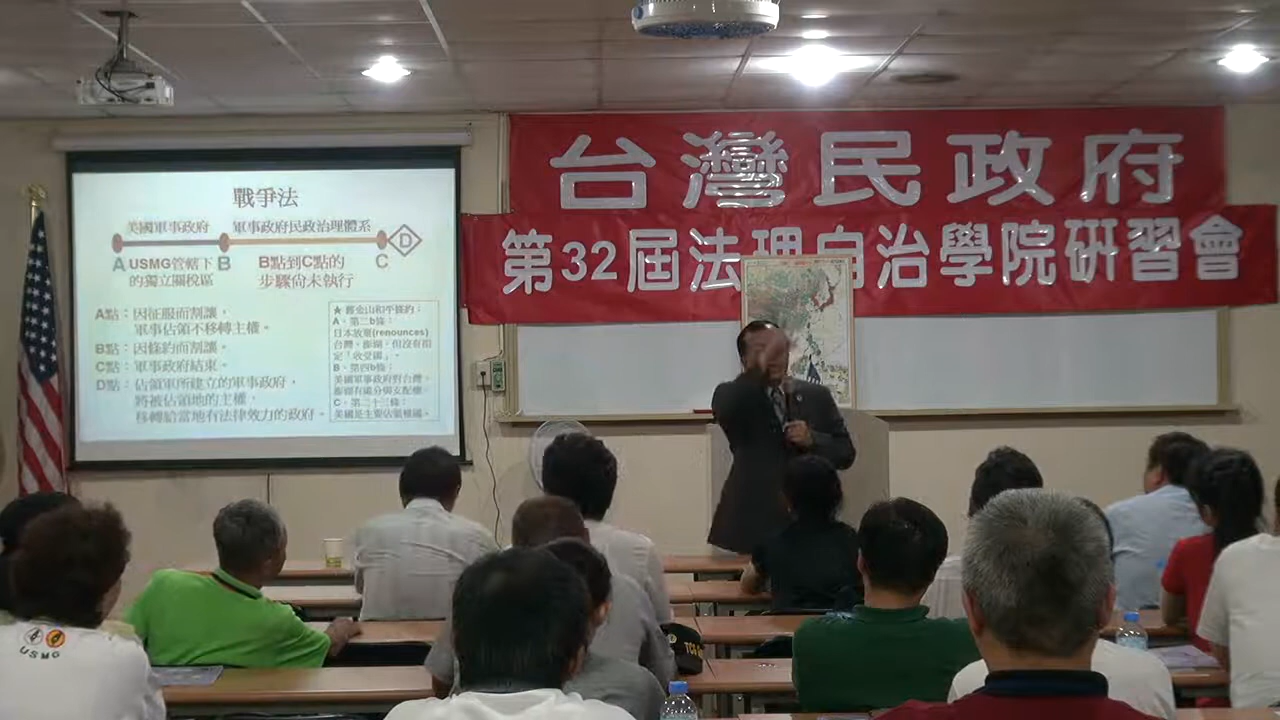 台灣民政府
第32屆法理自治學院研習會
戰爭法
美國軍事政府 軍事政府民政治理體系
A B C D
USMG管轄下
的獨立關稅區
B點到C點的
步驟尚未執行
A點：因征服而割讓，
軍事佔領不移轉主權。
B點：因條約而割讓。
C點：軍事政府結束。
D點：佔領軍所建立的軍事政府，
將被佔領地的主權，
移轉給當地有法律效力的政府。
★ 舊金山和平條約：
A、第二b條：
日本放棄(renounces)
台灣、澎湖，但沒有指
定「收受國」。
B、第四b條：
美國軍事政府對台灣、
澎湖有處分與支配權。
C、第二十三條：
美國是主要佔領權國。
USMG
TCG